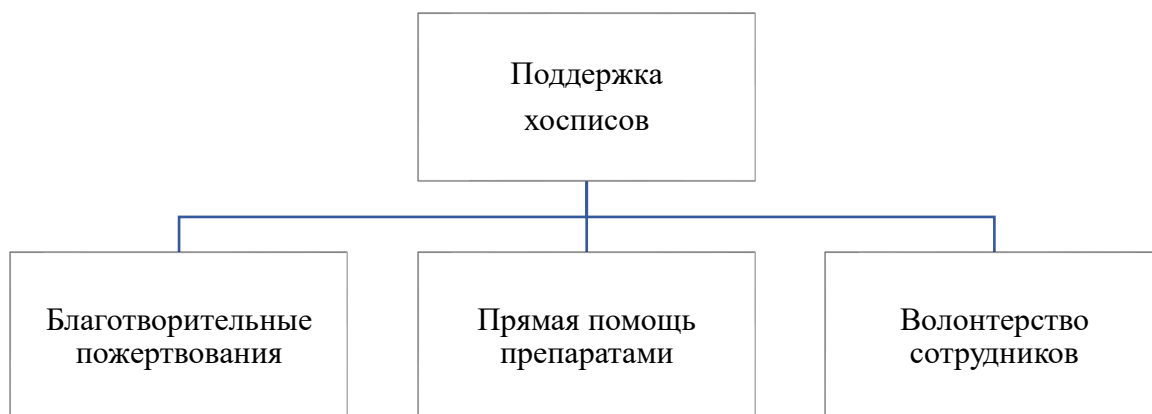 Поддержка
хосписов
Благотворительные
пожертвования
Прямая помощь
препаратами
Волонтерство
сотрудников